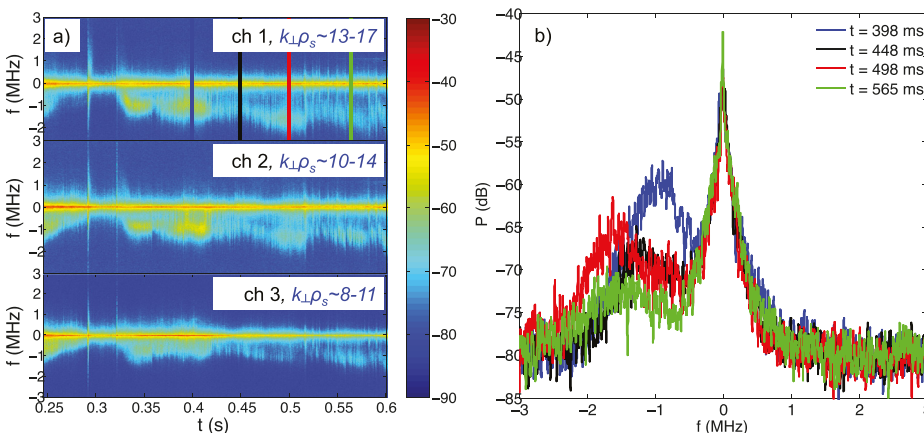 a)
ch 1, k⊥ρs~13-17
ch 2, k⊥ρs~10-14
ch 3, k⊥ρs~8-11
f (MHz)
3
2
1
0
-1
-2
3
f (MHz)
2
1
0
-1
-2
3
f (MHz)
2
1
0
-1
-2
-3
0.25 0.3 0.35 0.4 0.45 0.5 0.55 0.6
t (s)
-30
-40
-50
-60
-70
-80
-90
b)
t = 398 ms
t = 448 ms
t = 498 ms
t = 565 ms
P (dB)
-40
-45
-50
-55
-60
-65
-70
-75
-80
-85
-3 -2 -1 0 1 2 3
f (MHz)